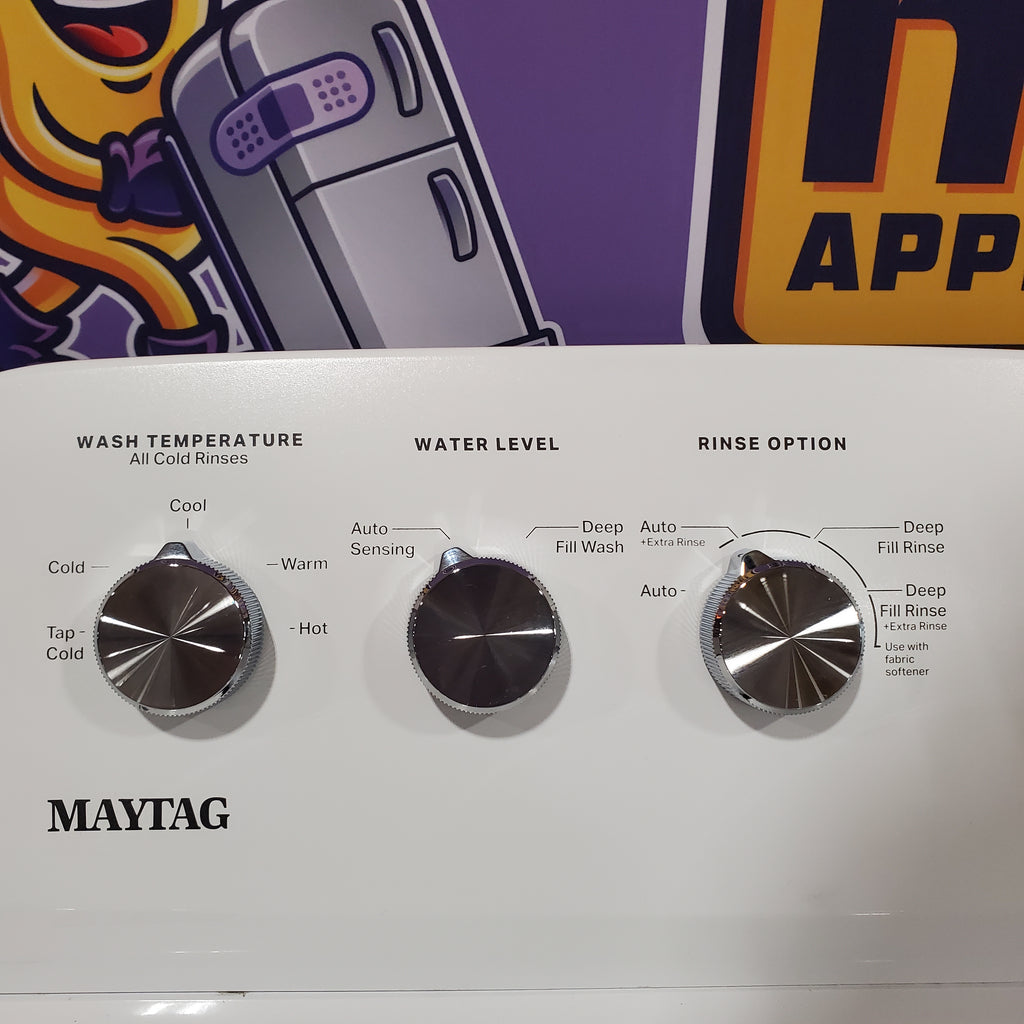 APP
WASH TEMPERATURE
All Cold Rinses
Cool
Cold
Warm
Tap
Cold
Hot
WATER LEVEL
Auto
Sensing
Deep
Fill Wash
RINSE OPTION
Auto
+Extra Rinse
Auto
Deep
Fill Rinse
Deep
Fill Rinse
+Extra Rinse
Use with
fabric
softener
MAYTAG